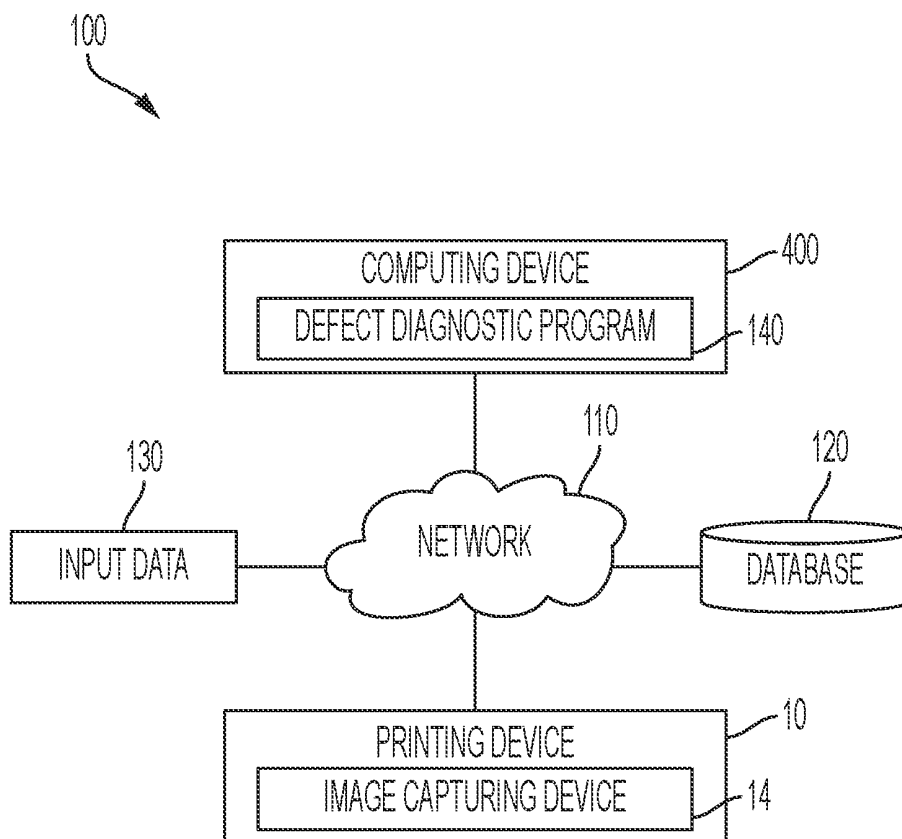 100
COMPUTING DEVICE
400
DEFECT DIAGNOSTIC PROGRAM
140
110
130
120
INPUT DATA
NETWORK
DATABASE
10
PRINTING DEVICE
IMAGE CAPTURING DEVICE
14